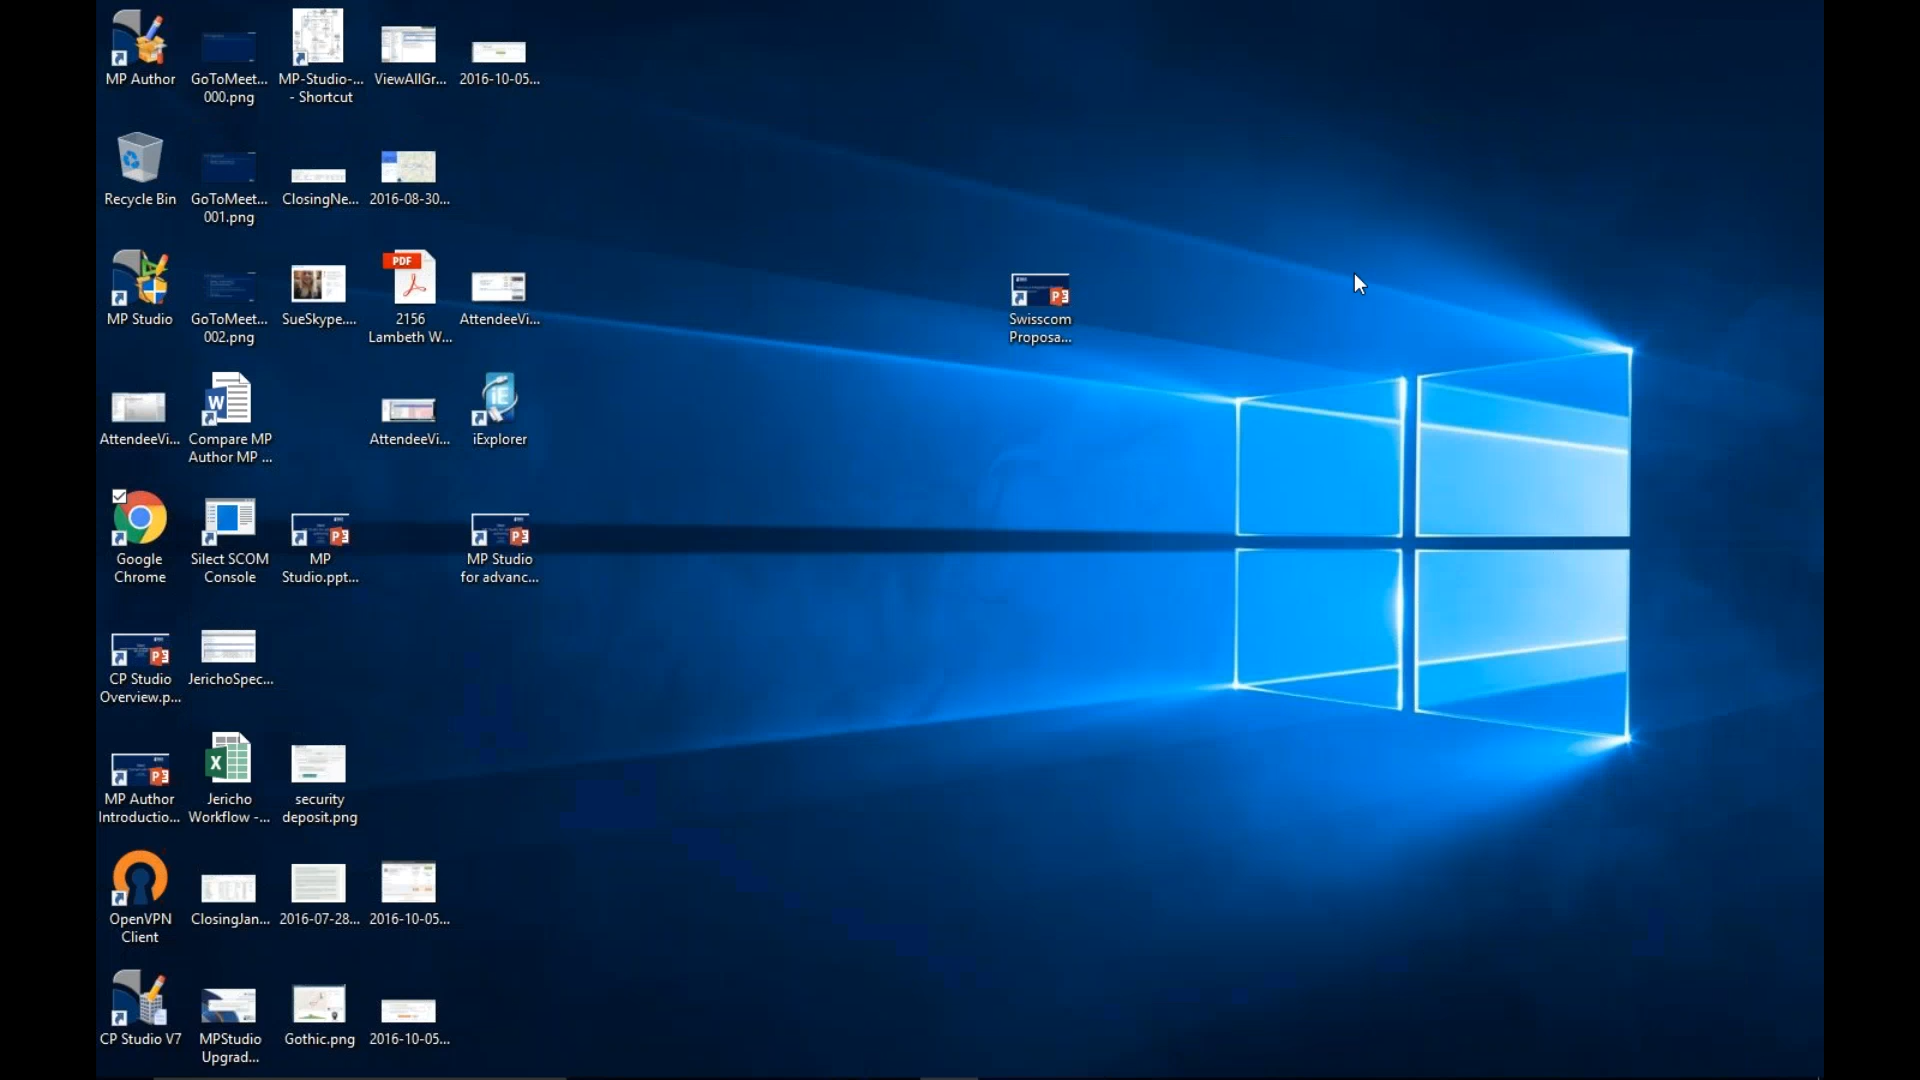 MP Author
GoToMeet...
000.png
MP-Studio-...
- Shortcut
ViewAllGr...
2016-10-05...
Recycle Bin
GoToMeet...
001.png
ClosingNe...
2016-08-30...
MP Studio
GoToMeet...
002.png
SueSkype....
PDF
2156
Lambeth W...
AttendeeVi...
Swisscom
Proposa...
AttendeeVi...
Compare MP
Author MP ...
AttendeeVi...
iExplorer
Google
Chrome
Silect SCOM
Console
MP
Studio.ppt...
MP Studio
for advanc...
CP Studio
Overview.p...
JerichoSpec...
MP Author
Introductio...
Jericho
Workflow -...
security
deposit.png
OpenVPN
Client
ClosingJan...
2016-07-28...
2016-10-05...
CP Studio V7
MPStudio
Upgrad...
Gothic.png
2016-10-05...